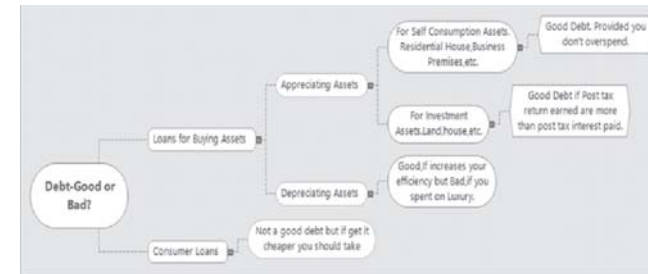 Debt-Good or
Bad?
Loans for Buying Assets
Appreciating Assets
For Self Consumption Assets.
Residential House,Business
Premises,etc.
Good Debt. Provided you
don't overspend.
For Investment
Assets.Land,house,etc.
Good Debt if Post tax
return earned are more
than post tax interest paid.
Depreciating Assets
Good,If increases your
efficiency but Bad,if you
spent on Luxury.
Consumer Loans
Not a good debt but if get it
cheaper you should take